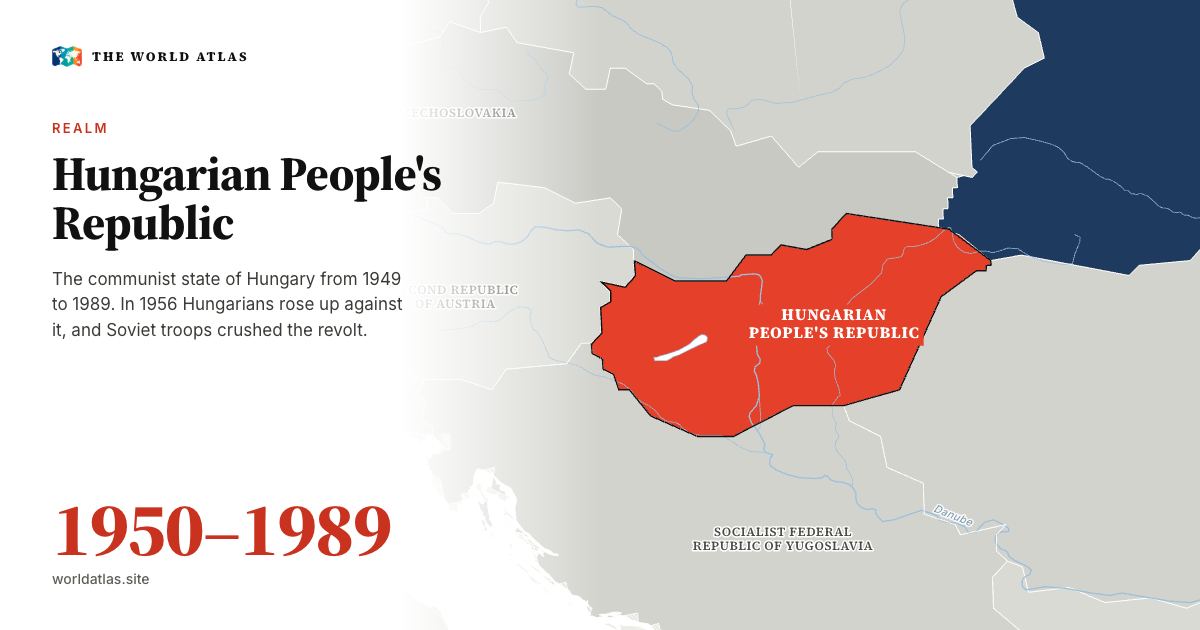 THE WORLD ATLAS
REALM
Hungarian People's
Republic
The communist state of Hungary from 1949
to 1989. In 1956 Hungarians rose up against
it, and Soviet troops crushed the revolt.
1950–1989
worldatlas.site
ECHOSLOVAKIA
COND REPUBLIC
OF AUSTRIA
HUNGARIAN
PEOPLE'S REPUBLIC
Danube
SOCIALIST FEDERAL
REPUBLIC OF YUGOSLAVIA